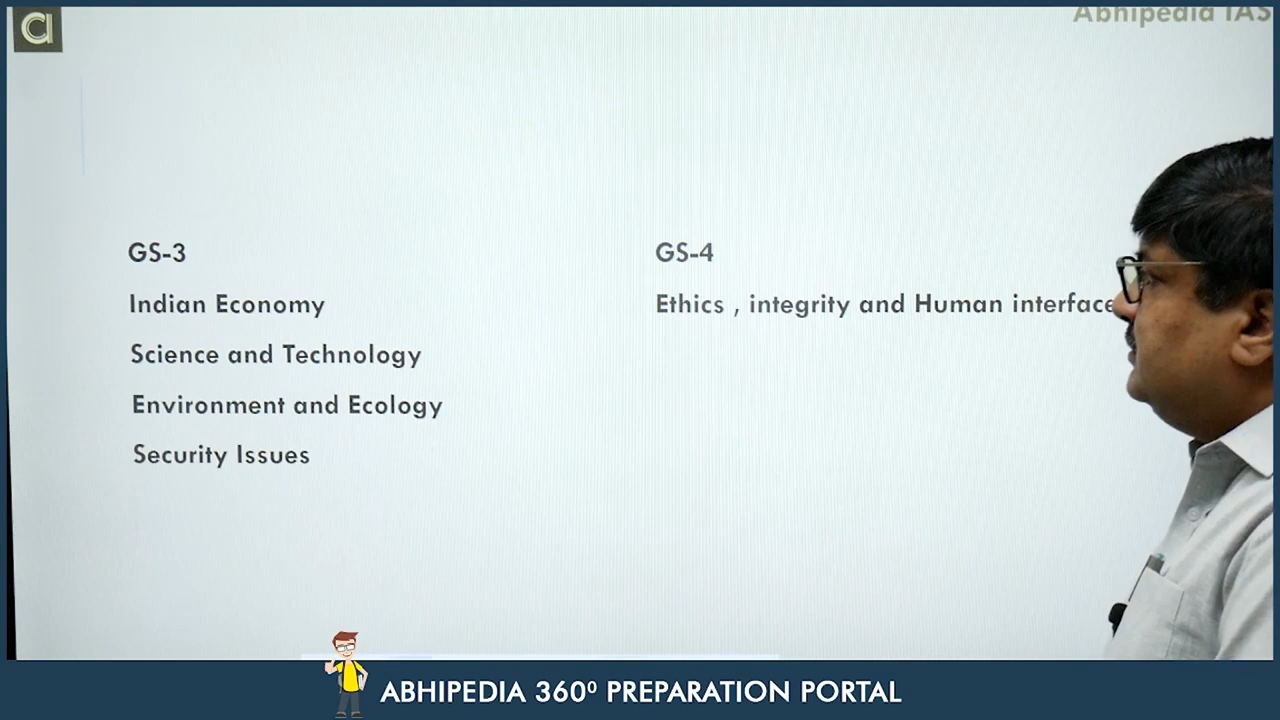 Abhipedia IAS
GS-3
Indian Economy
Science and Technology
Environment and Ecology
Security Issues
GS-4
Ethics , integrity and Human interface
ABHIPEDIA 360⁰ PREPARATION PORTAL